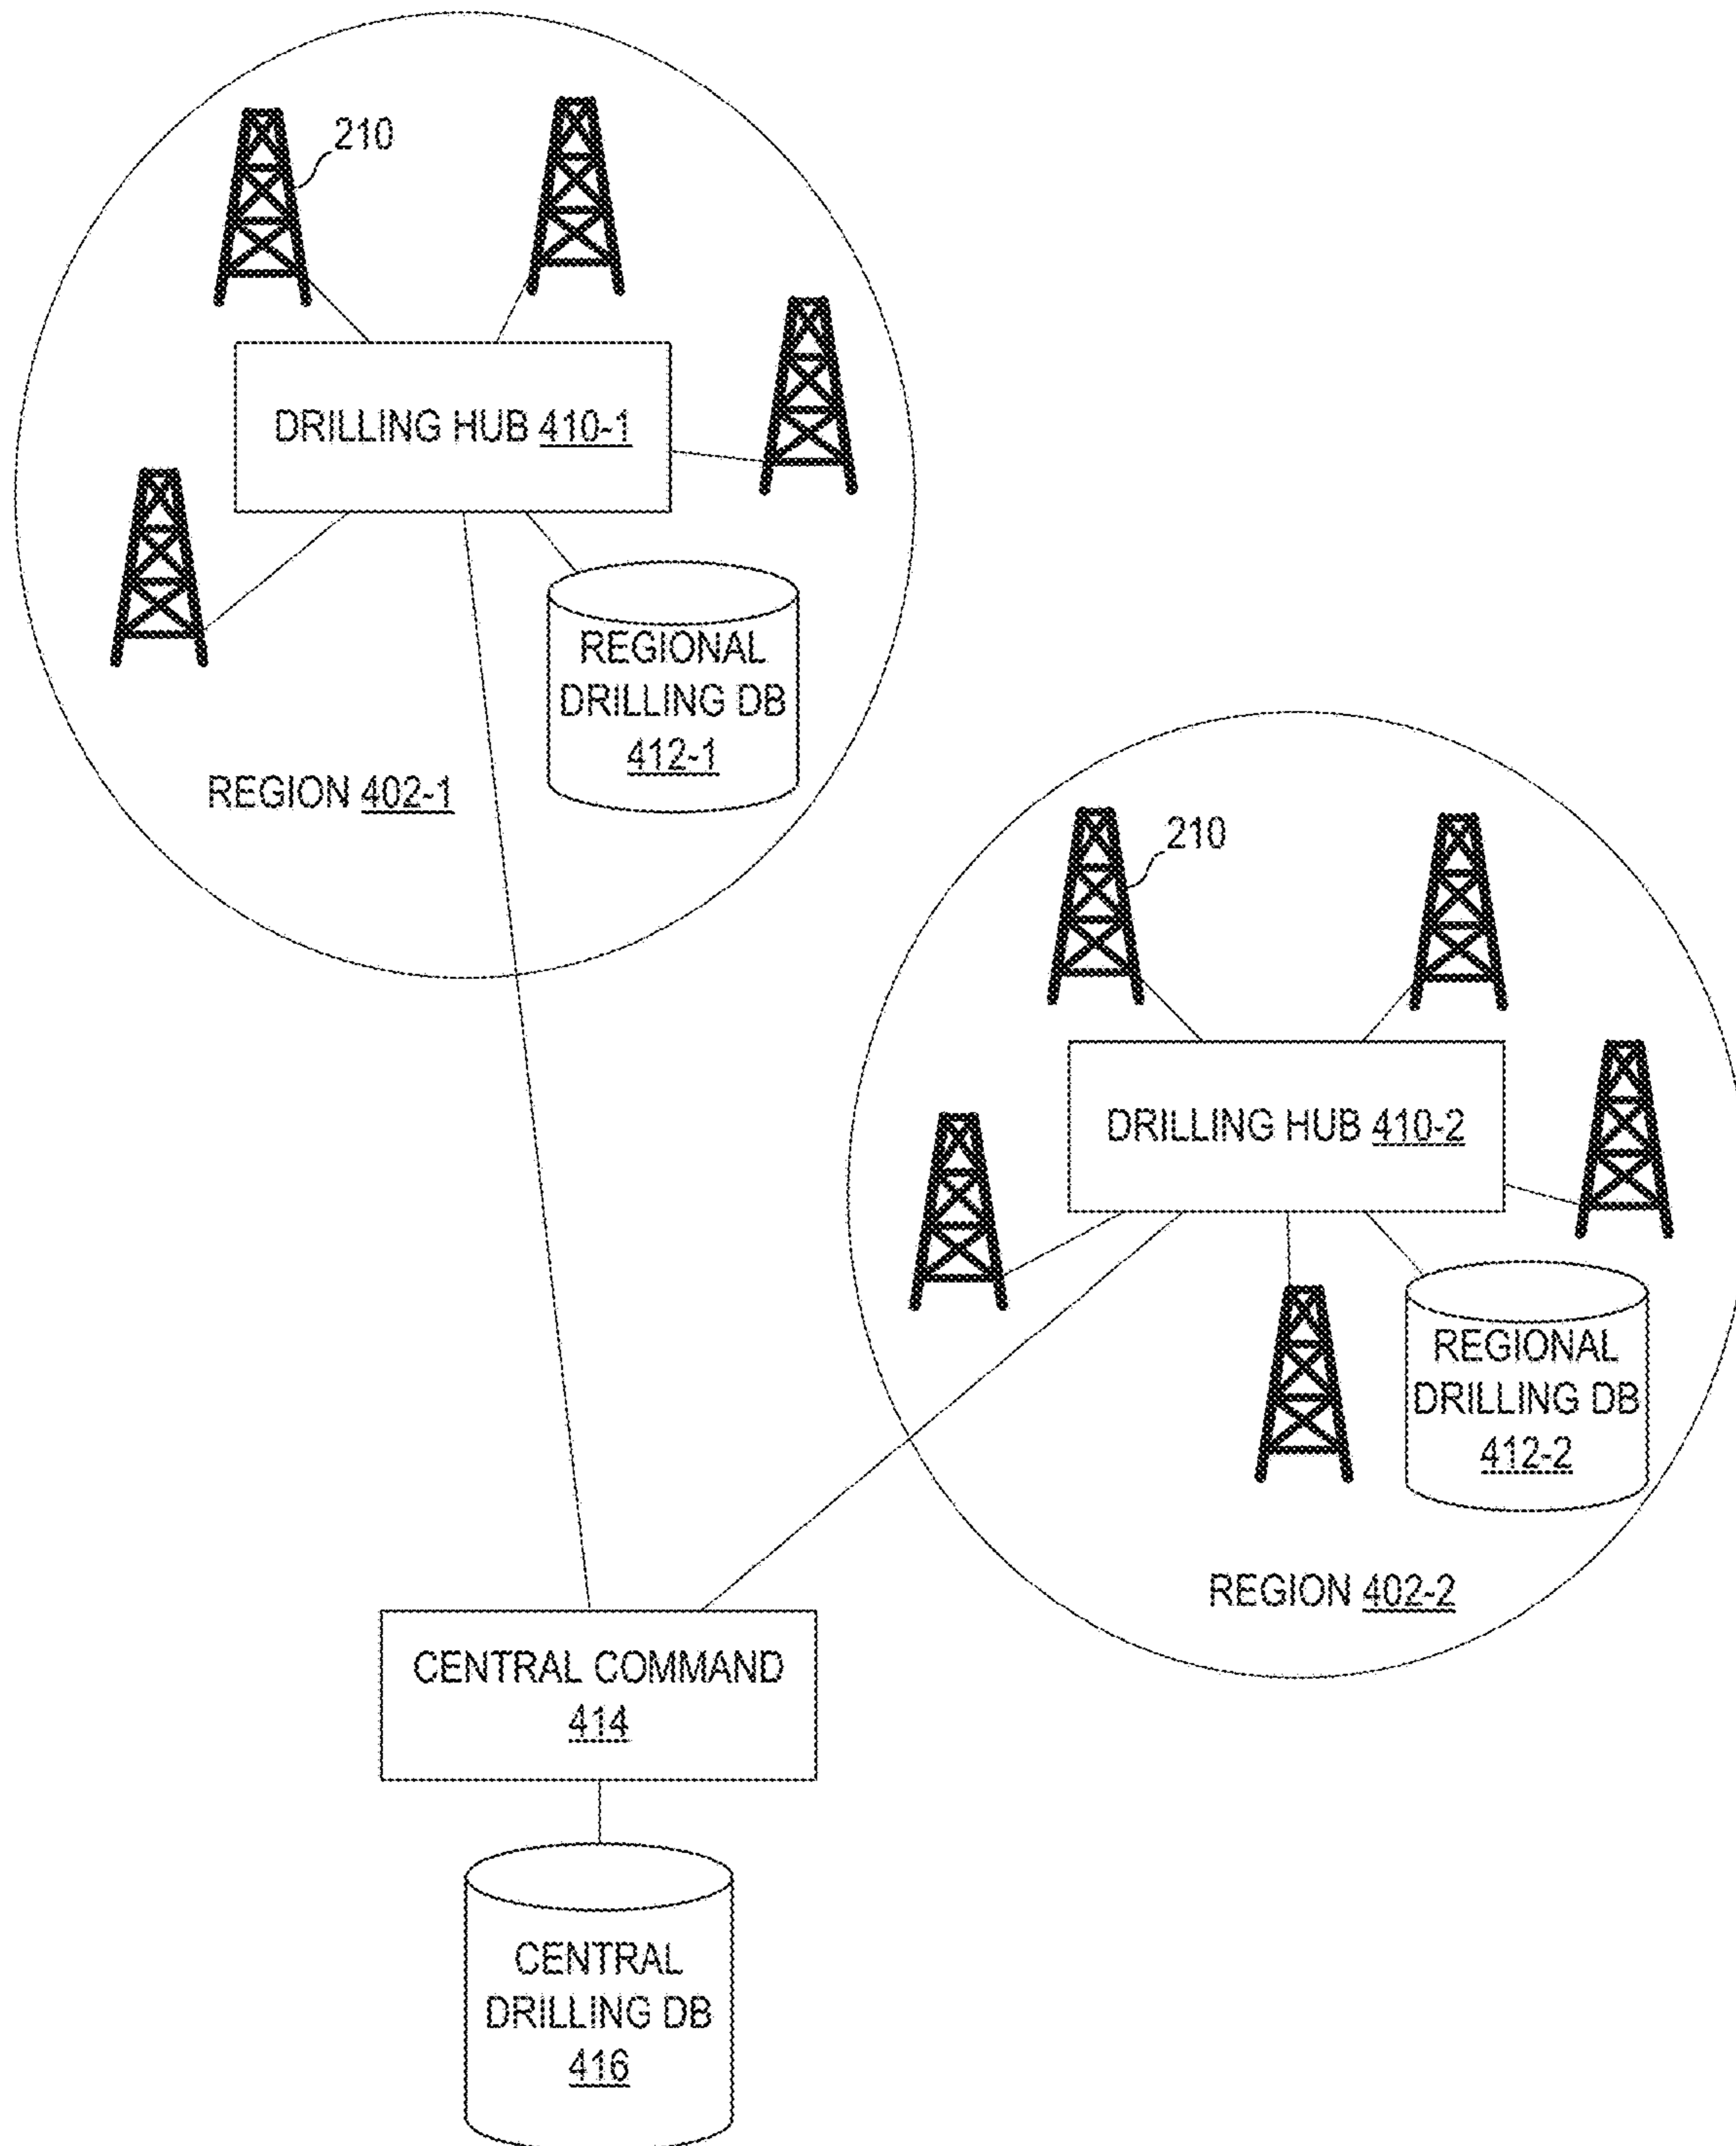 210
DRILLING HUB 410-1
REGIONAL
DRILLING DB
412-1
REGION 402-1
210
DRILLING HUB 410-2
REGIONAL
DRILLING DB
412-2
REGION 402-2
CENTRAL COMMAND
414
CENTRAL
DRILLING DB
416